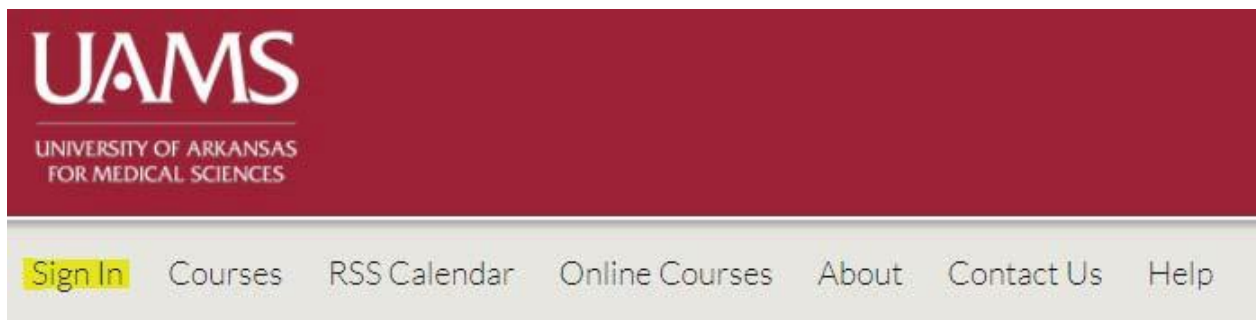 UAMS
UNIVERSITY OF ARKANSAS
FOR MEDICAL SCIENCES
Sign In Courses RSS Calendar Online Courses About Contact Us Help